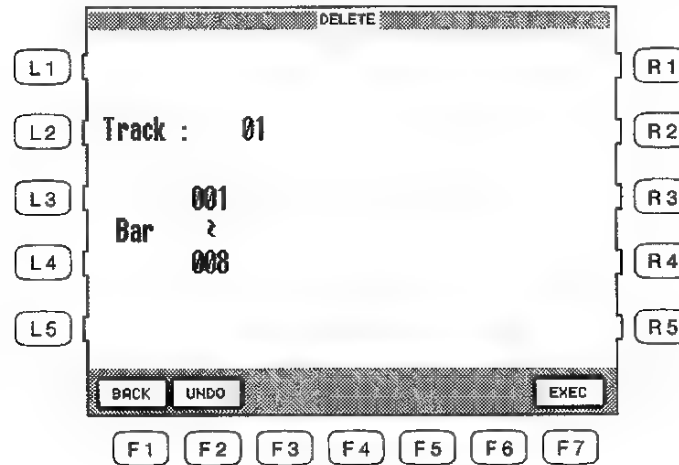 DELETE
L1 R1
L2 Track : 01 R2
L3 001 R3
Bar ~
L4 008 R4
L5 R5
BACK UNDO EXEC
F1 F2 F3 F4 F5 F6 F7